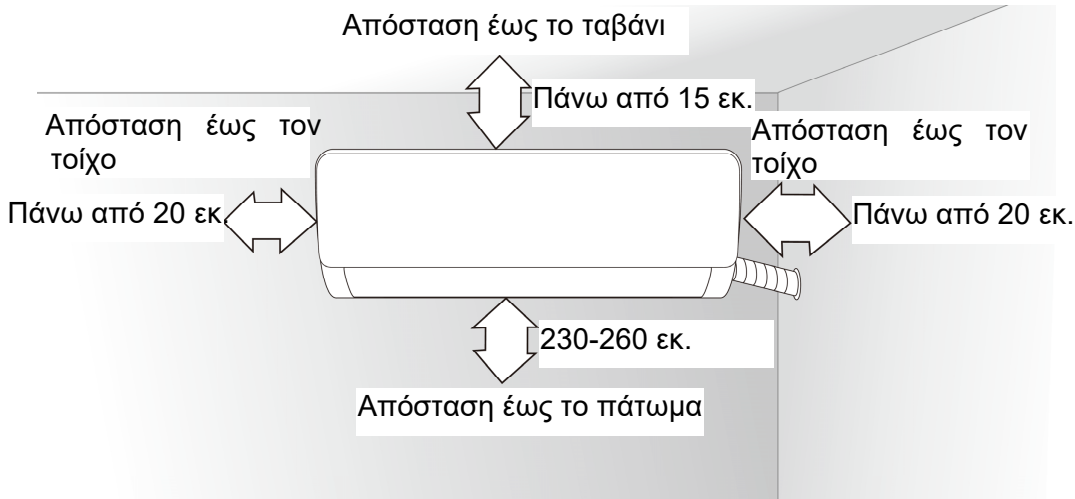 Απόσταση έως το ταβάνι
Πάνω από 15 εκ.
Απόσταση έως τον
τοίχο
Πάνω από 20 εκ.
Απόσταση έως τον
τοίχο
Πάνω από 20 εκ.
230-260 εκ.
Απόσταση έως το πάτωμα